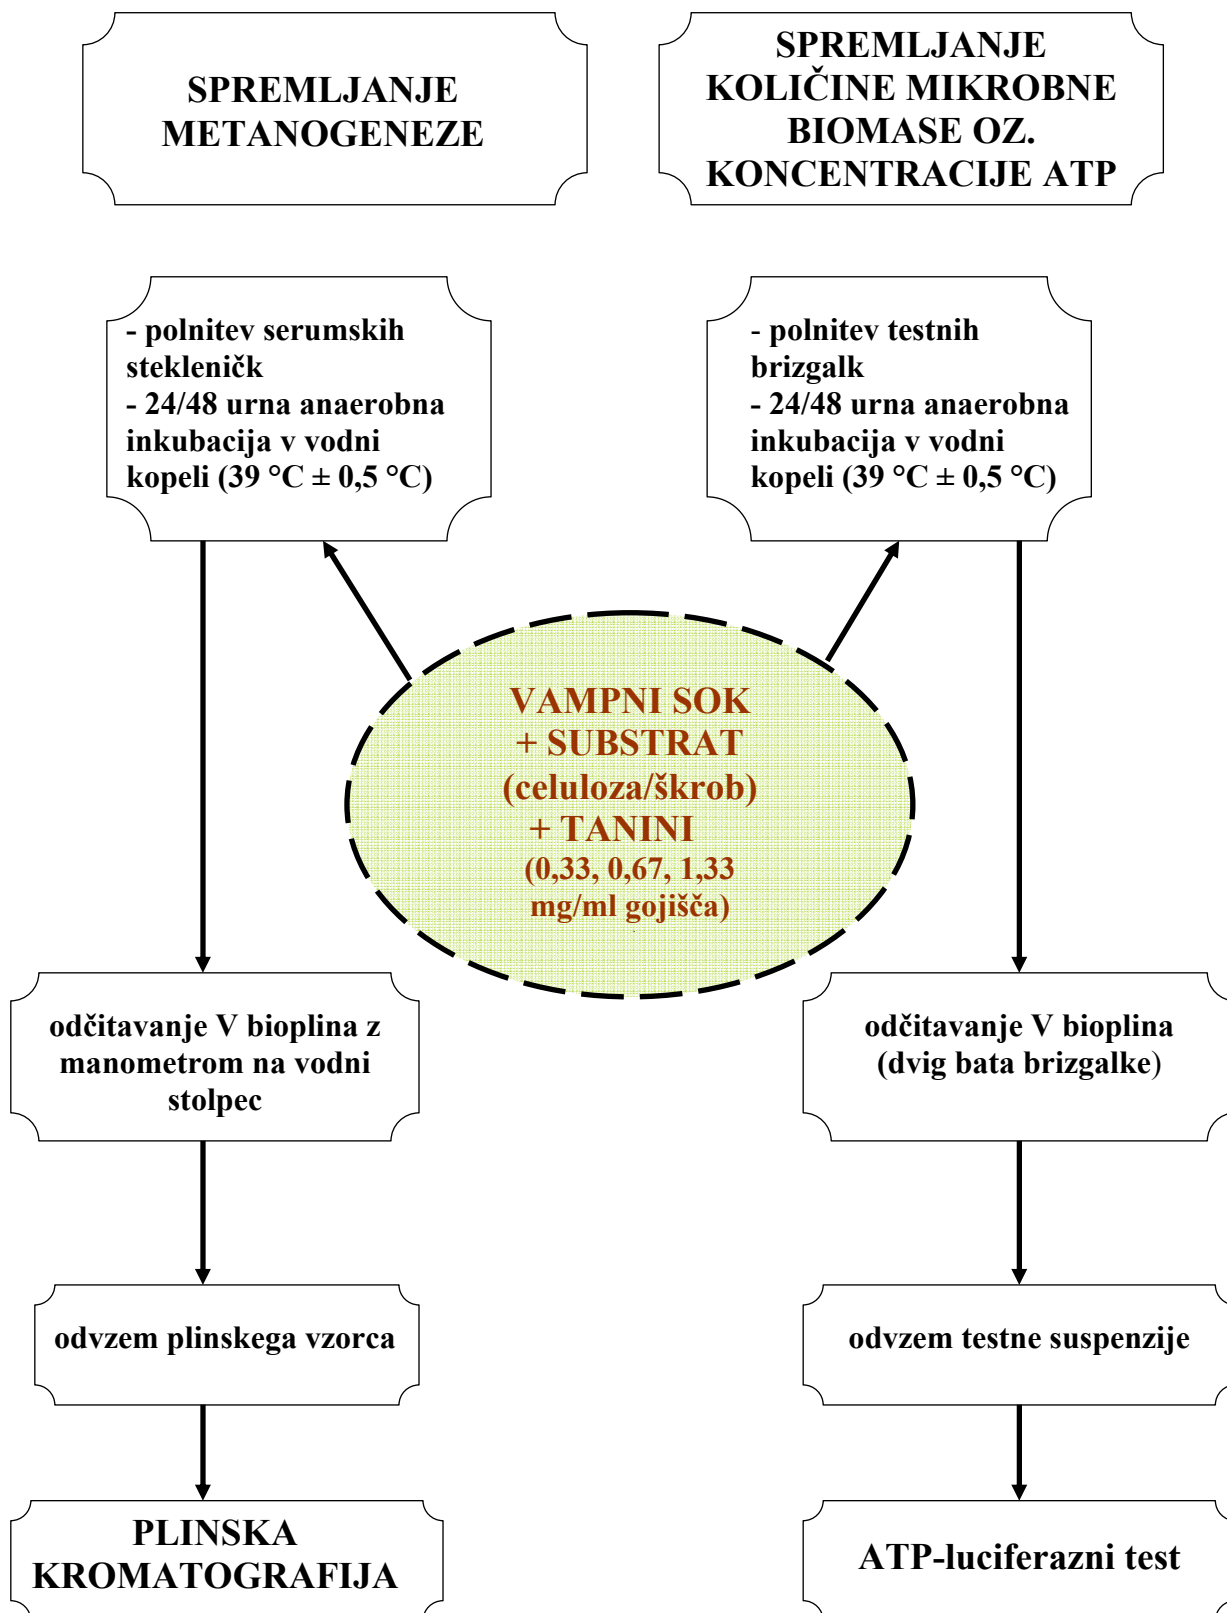 SPREMLJANJE
METANOGENEZE
SPREMLJANJE
KOLIČINE MIKROBNE
BIOMASE OZ.
KONCENTRACIJE ATP
- polnitev serumskih
stekleničk
- 24/48 urna anaerobna
inkubacija v vodni
kopeli (39 °C ± 0,5 °C)
- polnitev testnih
brizgalk
- 24/48 urna anaerobna
inkubacija v vodni
kopeli (39 °C ± 0,5 °C)
VAMPNI SOK
+ SUBSTRAT
(celuloza/škrob)
+ TANINI
(0,33, 0,67, 1,33
mg/ml gojišča)
odčitavanje V bioplina z
manometrom na vodni
stolpec
odčitavanje V bioplina
(dvig bata brizgalke)
odvzem plinskega vzorca
odvzem testne suspenzije
PLINSKA
KROMATOGRAFIJA
ATP-luciferazni test